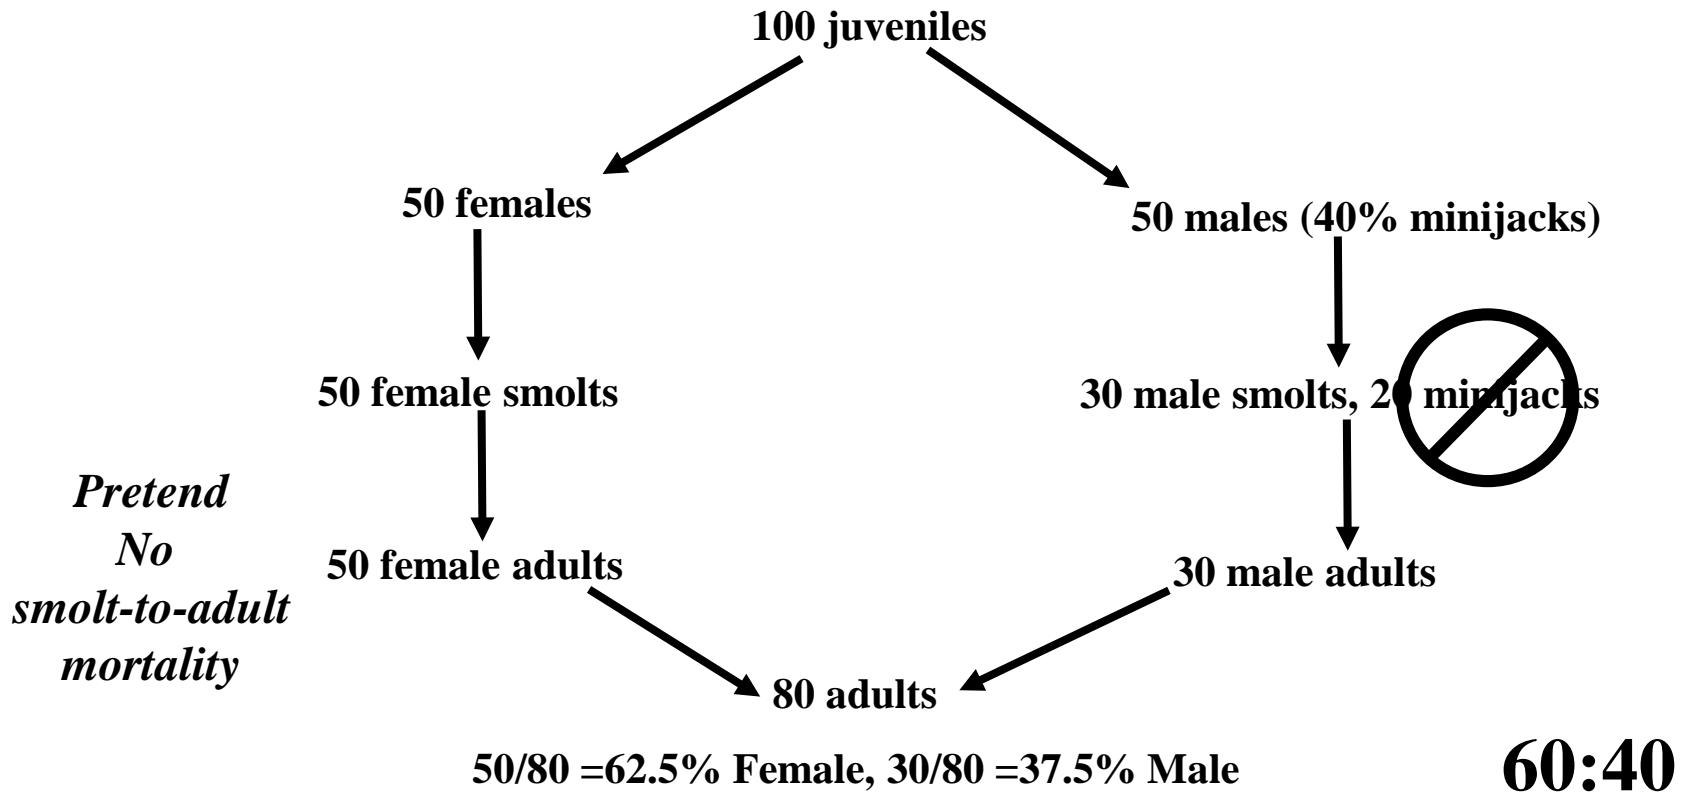 100 juveniles
50 females
50 males (40% minijacks)
50 female smolts
30 male smolts, 20 minijacks
Pretend
No
smolt-to-adult
mortality
50 female adults
30 male adults
80 adults
50/80 =62.5% Female, 30/80 =37.5% Male
60:40